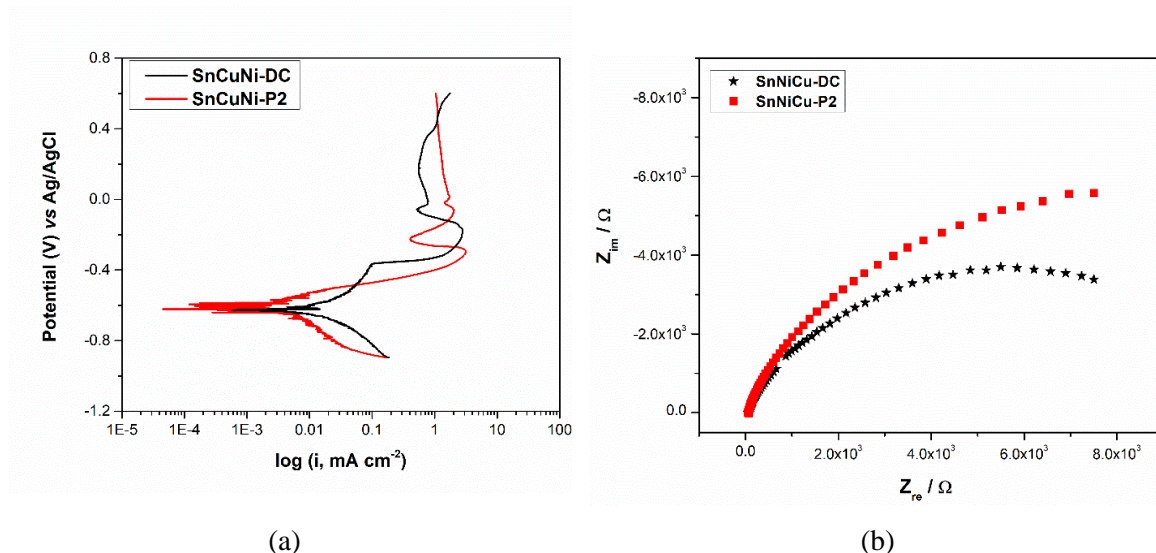 SnCuNi-DC
SnCuNi-P2
Potential (V) vs Ag/AgCl
0.8
0.4
0.0
-0.4
-0.8
-1.2
1E-5 1E-4 1E-3 0.01 0.1 1 10 100
log (i, mA cm⁻²)
(a)
SnNiCu-DC
SnNiCu-P2
Z_im / Ω
-8.0x10³
-6.0x10³
-4.0x10³
-2.0x10³
0.0
0.0 2.0x10³ 4.0x10³ 6.0x10³ 8.0x10³
Z_re / Ω
(b)